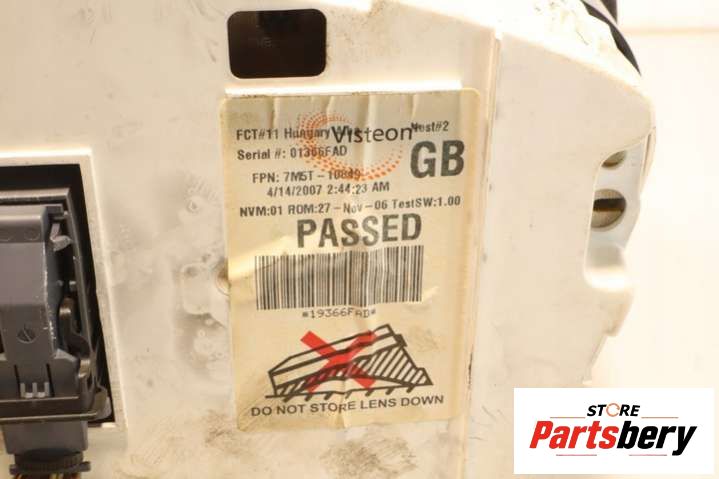 FCT#11 Hungary Nest#2
Visteon
Serial #: 01366FAD
GB
FPN: 7M5T-10849
4/14/2007 2:44:23 AM
NVM:01 ROM:27-Nov-06 TestSW:1.00
PASSED
*19366FAD*
DO NOT STORE LENS DOWN
STORE
Partsbery